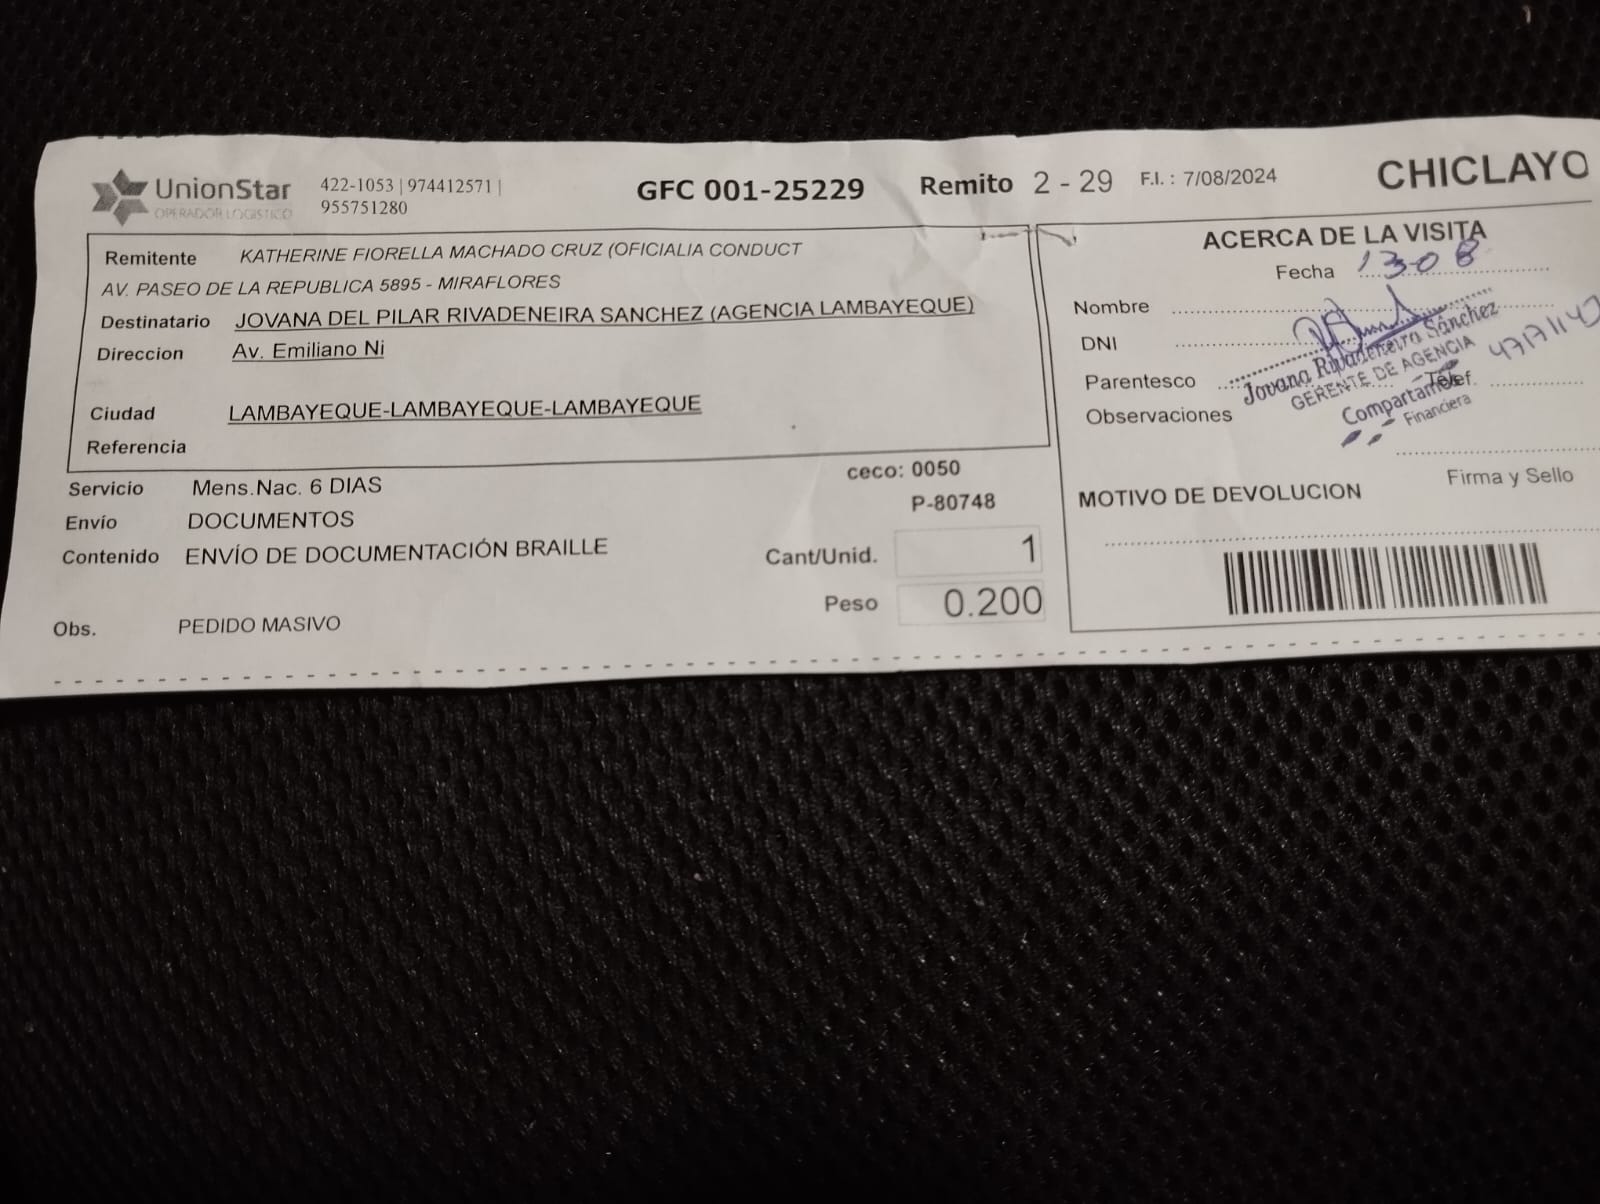 UnionStar
OPERADOR LOGISTICO
422-1053 | 974412571 |
955751280
GFC 001-25229
Remito 2 - 29
F.I. : 7/08/2024
CHICLAYO
Remitente KATHERINE FIORELLA MACHADO CRUZ (OFICIALIA CONDUCT
AV. PASEO DE LA REPUBLICA 5895 - MIRAFLORES
Destinatario JOVANA DEL PILAR RIVADENEIRA SANCHEZ (AGENCIA LAMBAYEQUE)
Direccion Av. Emiliano Ni
Ciudad LAMBAYEQUE-LAMBAYEQUE-LAMBAYEQUE
Referencia
Servicio Mens.Nac. 6 DIAS
ceco: 0050
Envío DOCUMENTOS
P-80748
Contenido ENVÍO DE DOCUMENTACIÓN BRAILLE
Cant/Unid. 1
Peso 0.200
Obs. PEDIDO MASIVO
ACERCA DE LA VISITA
Fecha 13-08
Nombre
DNI
Parentesco
Telef.
Observaciones
Jovana Rivadeneira Sánchez
GERENTE DE AGENCIA
Compartamos
Financiera
Firma y Sello
MOTIVO DE DEVOLUCION